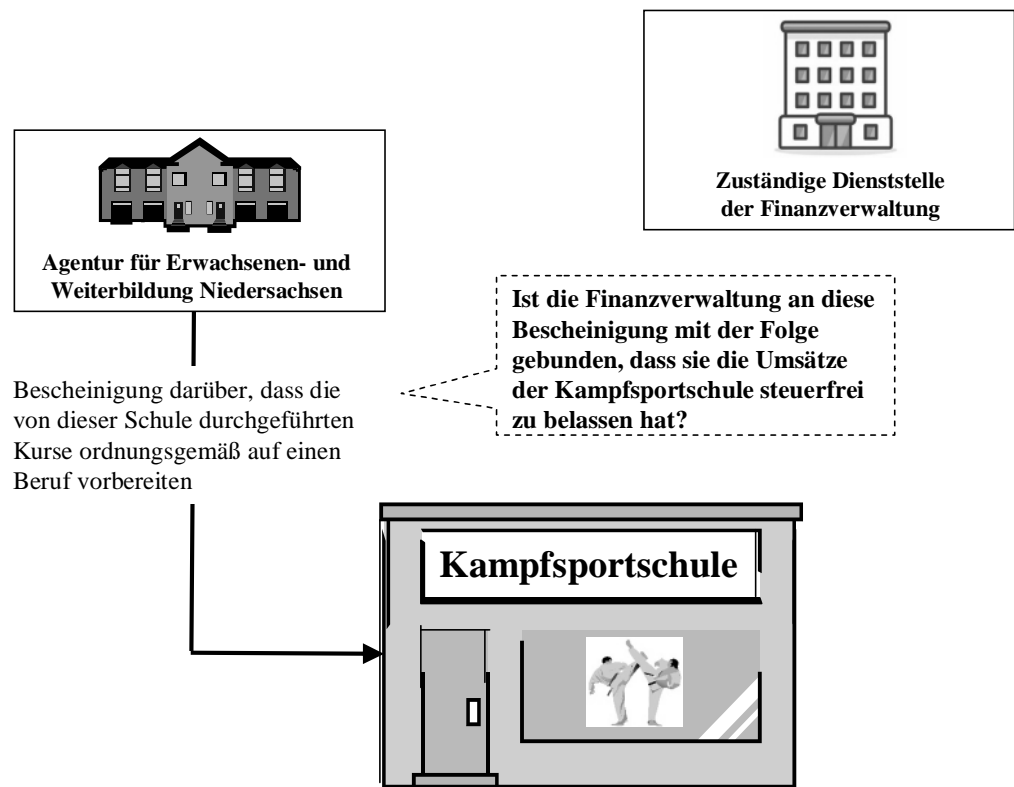 Zuständige Dienststelle
der Finanzverwaltung
Agentur für Erwachsenen- und
Weiterbildung Niedersachsen
Ist die Finanzverwaltung an diese
Bescheinigung mit der Folge
gebunden, dass sie die Umsätze
der Kampfsportschule steuerfrei
zu belassen hat?
Bescheinigung darüber, dass die
von dieser Schule durchgeführten
Kurse ordnungsgemäß auf einen
Beruf vorbereiten
Kampfsportschule